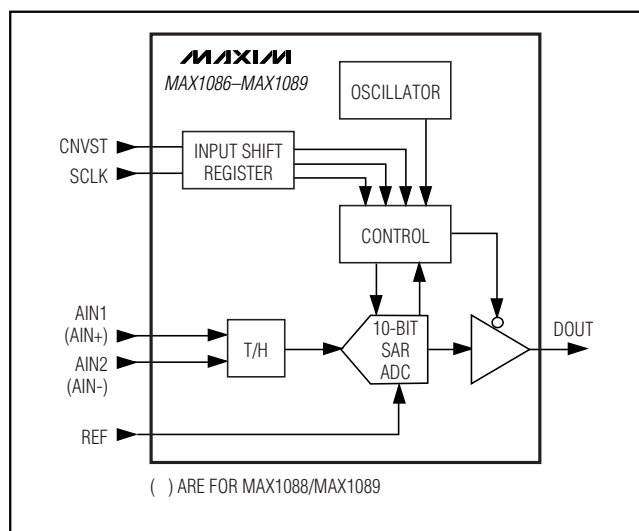 MAXIM
MAX1086–MAX1089
OSCILLATOR
CNVST
SCLK
INPUT SHIFT
REGISTER
CONTROL
AIN1
(AIN+)
AIN2
(AIN-)
T/H
10-BIT
SAR
ADC
DOUT
REF
( ) ARE FOR MAX1088/MAX1089